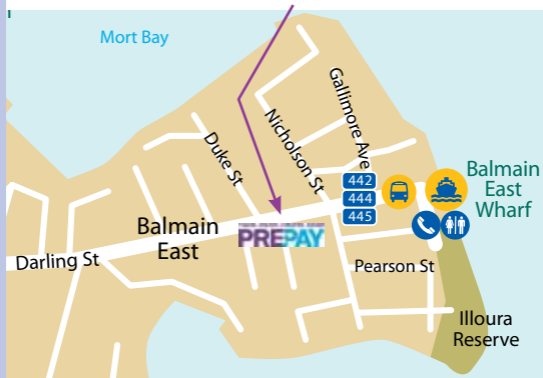 Mort Bay
Gallimore Ave
Nicholson St
Duke St
442
444
445
Balmain
East
Wharf
Balmain
East
PREPAY
Darling St
Pearson St
Illoura
Reserve